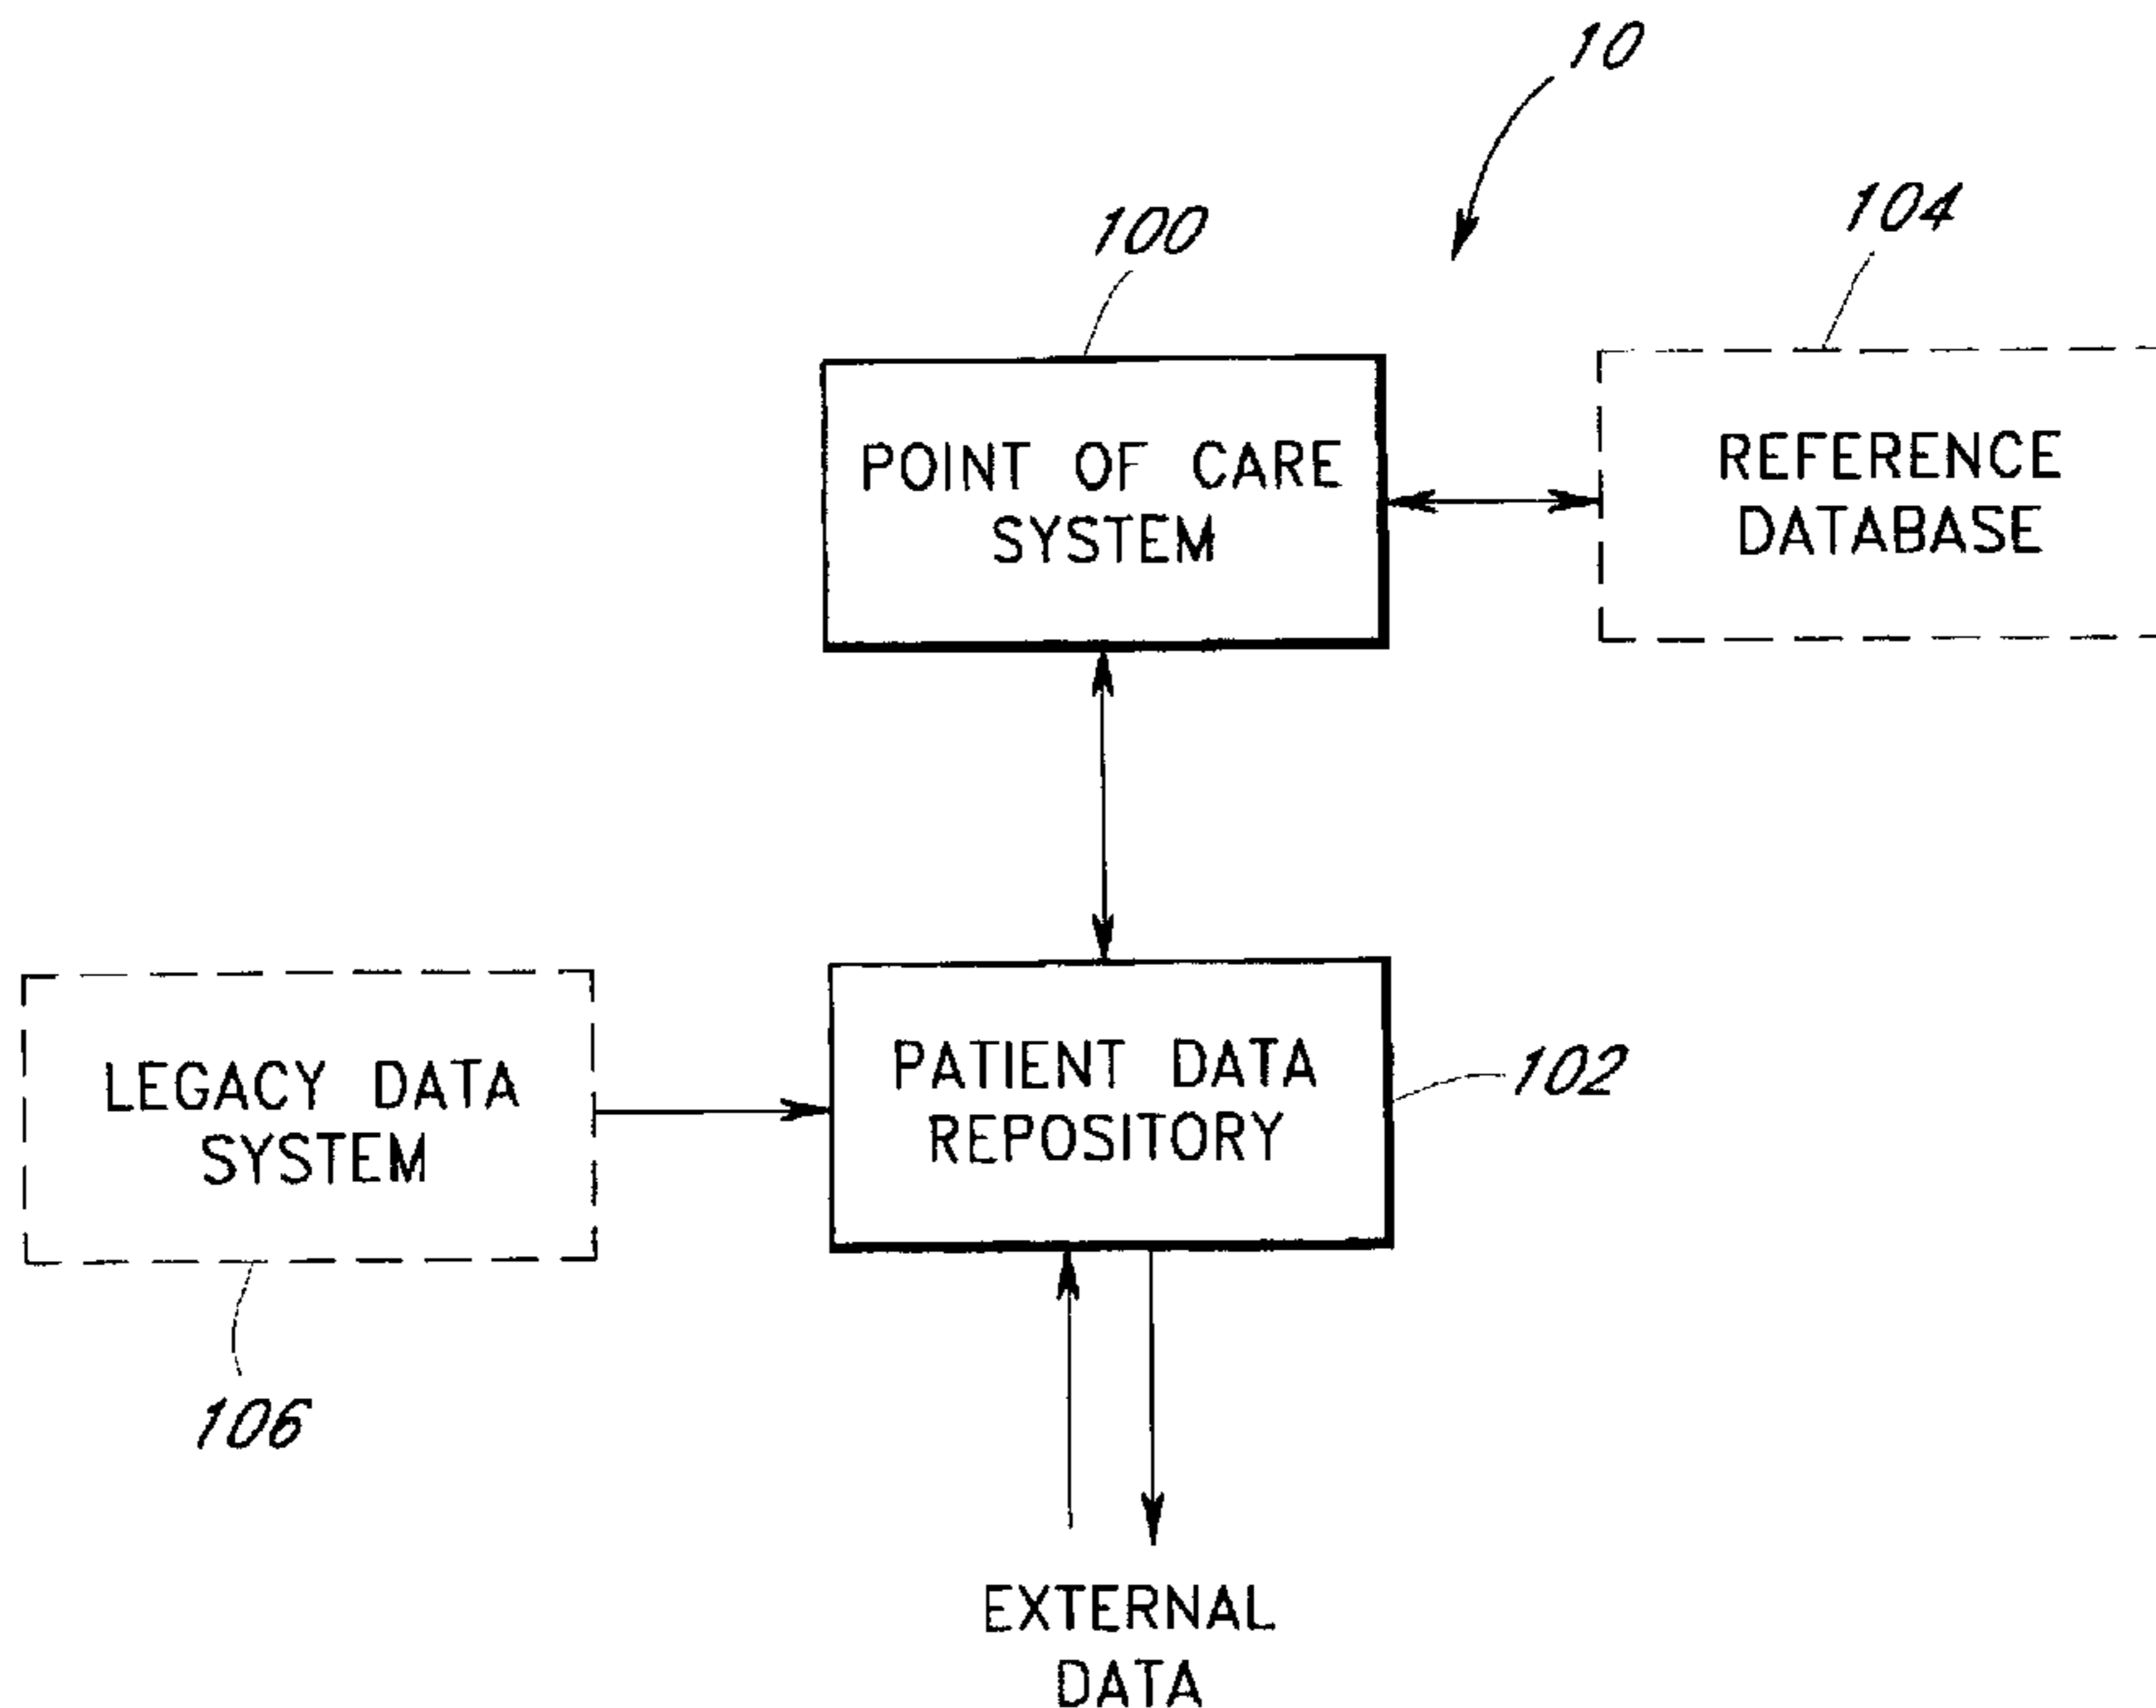 10
100
104
POINT OF CARE
SYSTEM
REFERENCE
DATABASE
LEGACY DATA
SYSTEM
PATIENT DATA
REPOSITORY
102
106
EXTERNAL
DATA